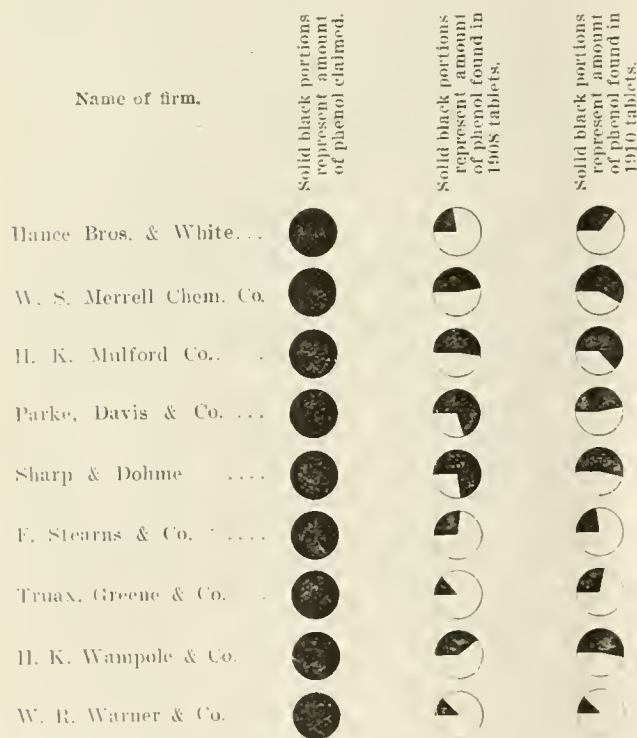 Name of firm.
Solid black portions
represent amount
of phenol claimed.
Solid black portions
represent amount
of phenol found in
1908 tablets.
Solid black portions
represent amount
of phenol found in
1910 tablets.
Hance Bros. & White...
W. S. Merrell Chem. Co.
H. K. Mulford Co.. .
Parke, Davis & Co. ...
Sharp & Dohme ....
F. Stearns & Co. ....
Truax, Greene & Co. .
H. K. Wampole & Co.
W. R. Warner & Co.